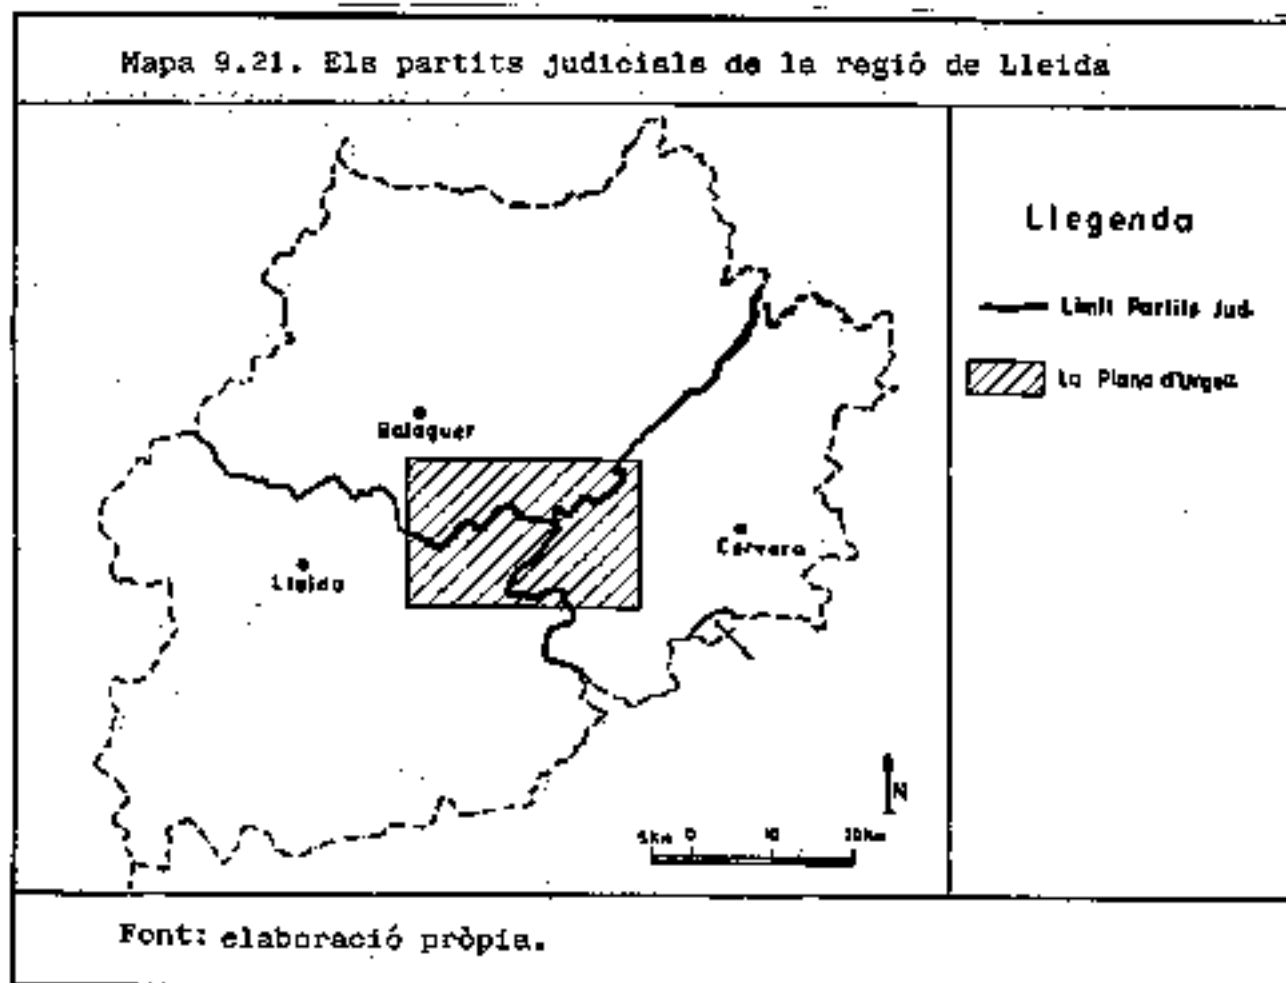 Mapa 9.21. Els partits judicials de la regió de Lleida
Llegenda
Límit Partits Jud.
La Plana d'Urgell
Balaguer
Cervera
Lleida
N
5km 0 10 20km
Font: elaboració pròpia.